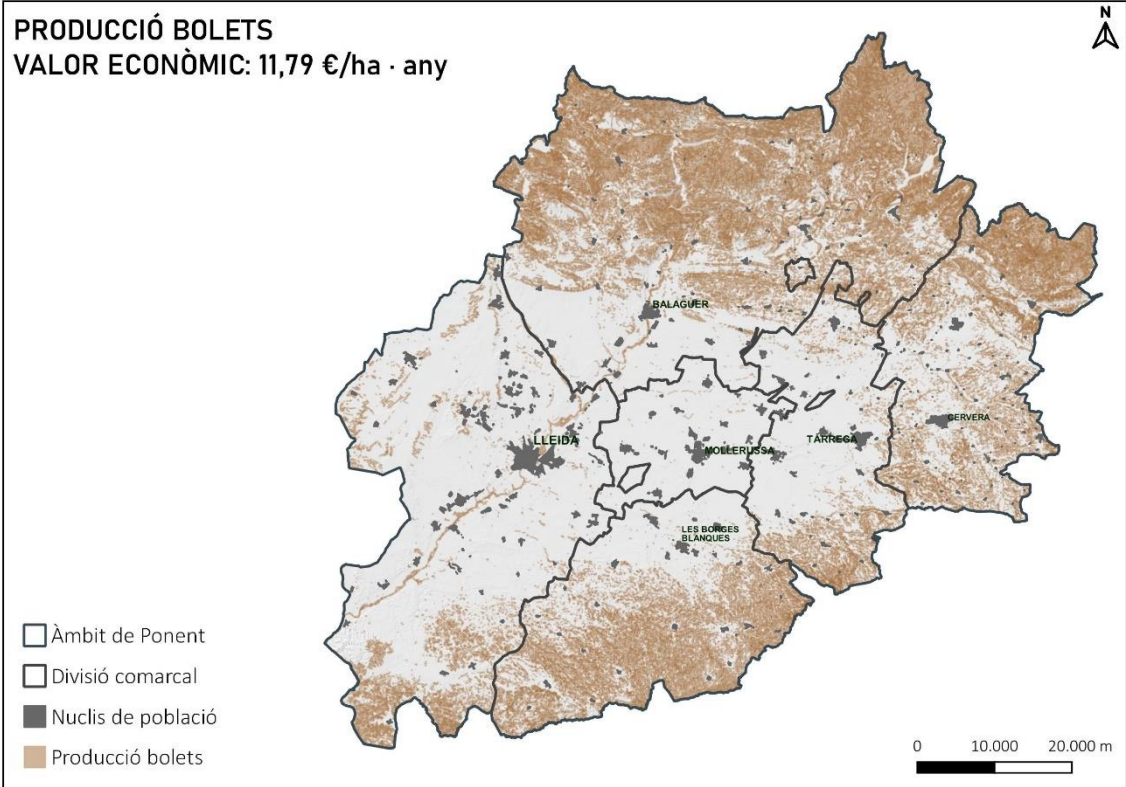 PRODUCCIÓ BOLETS
VALOR ECONÒMIC: 11,79 €/ha · any
N
BALAGUER
LLEIDA
CERVERA
TÀRREGA
MOLLERUSSA
LES BORGES
BLANQUES
Àmbit de Ponent
Divisió comarcal
Nuclis de població
Producció bolets
0 10.000 20.000 m